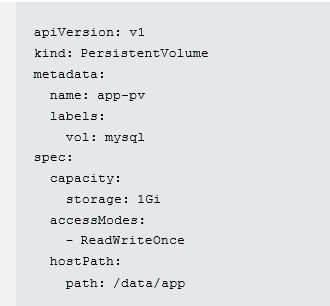 apiVersion: v1
kind: PersistentVolume
metadata:
  name: app-pv
  labels:
    vol: mysql
spec:
  capacity:
    storage: 1Gi
  accessModes:
    - ReadWriteOnce
  hostPath:
    path: /data/app